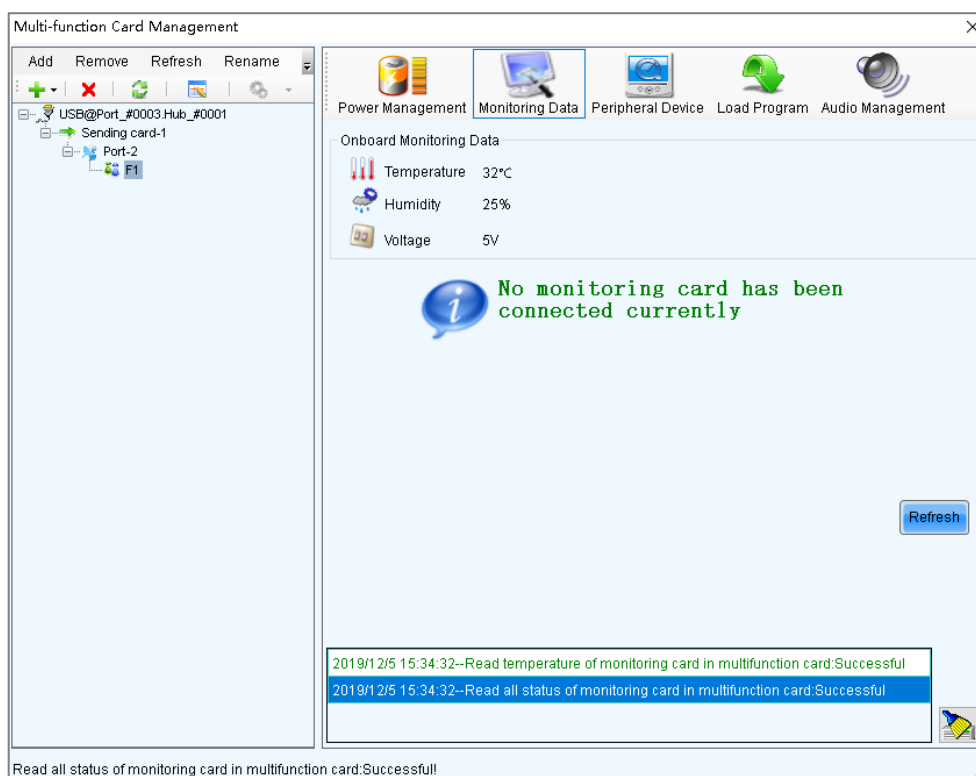 Multi-function Card Management
Add Remove Refresh Rename
USB@Port_#0003.Hub_#0001
Sending card-1
Port-2
F1
Power Management Monitoring Data Peripheral Device Load Program Audio Management
Onboard Monitoring Data
Temperature 32℃
Humidity 25%
Voltage 5V
No monitoring card has been
connected currently
Refresh
2019/12/5 15:34:32--Read temperature of monitoring card in multifunction card:Successful
2019/12/5 15:34:32--Read all status of monitoring card in multifunction card:Successful
Read all status of monitoring card in multifunction card:Successful!